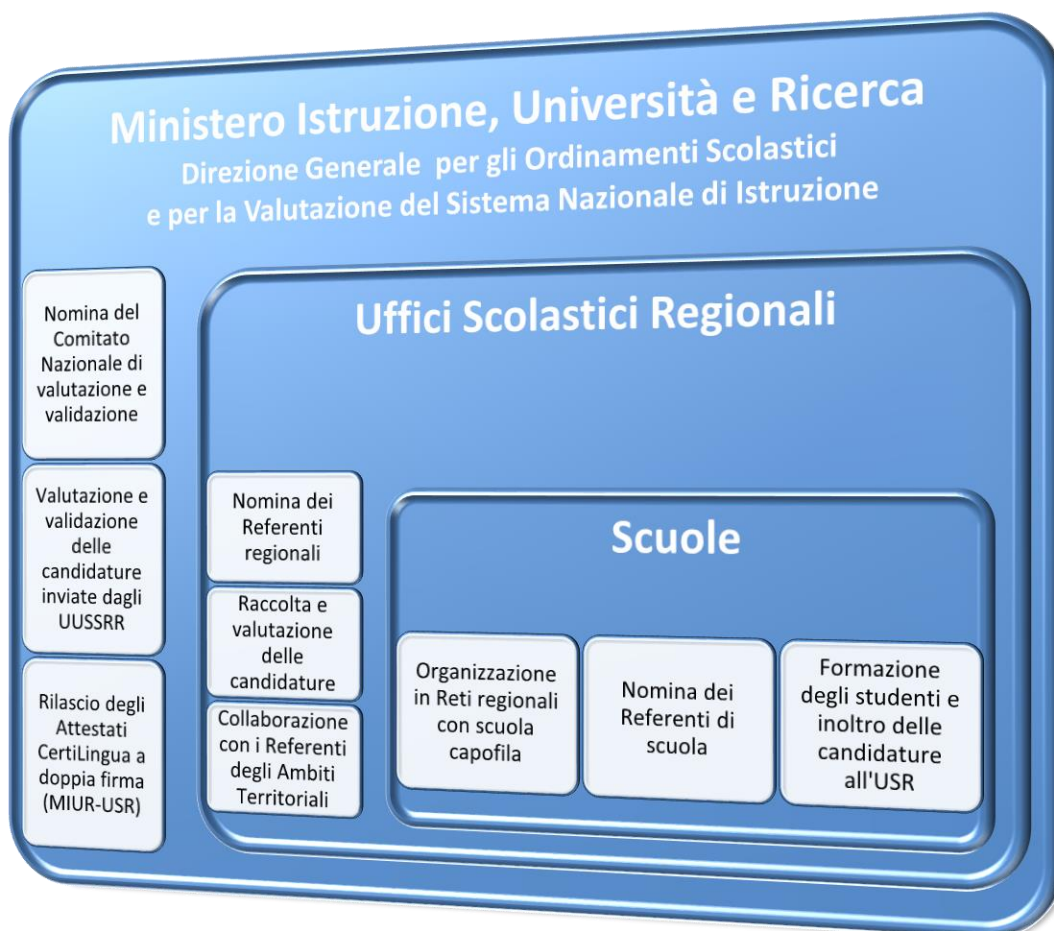 Ministero Istruzione, Università e Ricerca
Direzione Generale per gli Ordinamenti Scolastici
e per la Valutazione del Sistema Nazionale di Istruzione
Nomina del
Comitato
Nazionale di
valutazione e
validazione
Valutazione e
validazione
delle
candidature
inviate dagli
UUSSRR
Rilascio degli
Attestati
CertiLingua a
doppia firma
(MIUR-USR)
Uffici Scolastici Regionali
Nomina dei
Referenti
regionali
Raccolta e
valutazione
delle
candidature
Collaborazione
con i Referenti
degli Ambiti
Territoriali
Scuole
Organizzazione
in Reti regionali
con scuola
capofila
Nomina dei
Referenti di
scuola
Formazione
degli studenti e
inoltro delle
candidature
all'USR